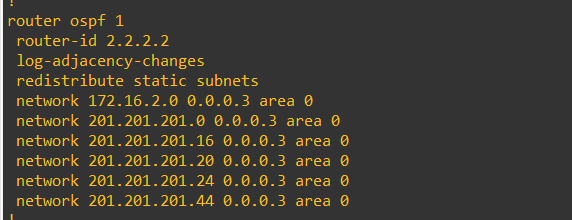 !
router ospf 1
router-id 2.2.2.2
log-adjacency-changes
redistribute static subnets
network 172.16.2.0 0.0.0.3 area 0
network 201.201.201.0 0.0.0.3 area 0
network 201.201.201.16 0.0.0.3 area 0
network 201.201.201.20 0.0.0.3 area 0
network 201.201.201.24 0.0.0.3 area 0
network 201.201.201.44 0.0.0.3 area 0
!